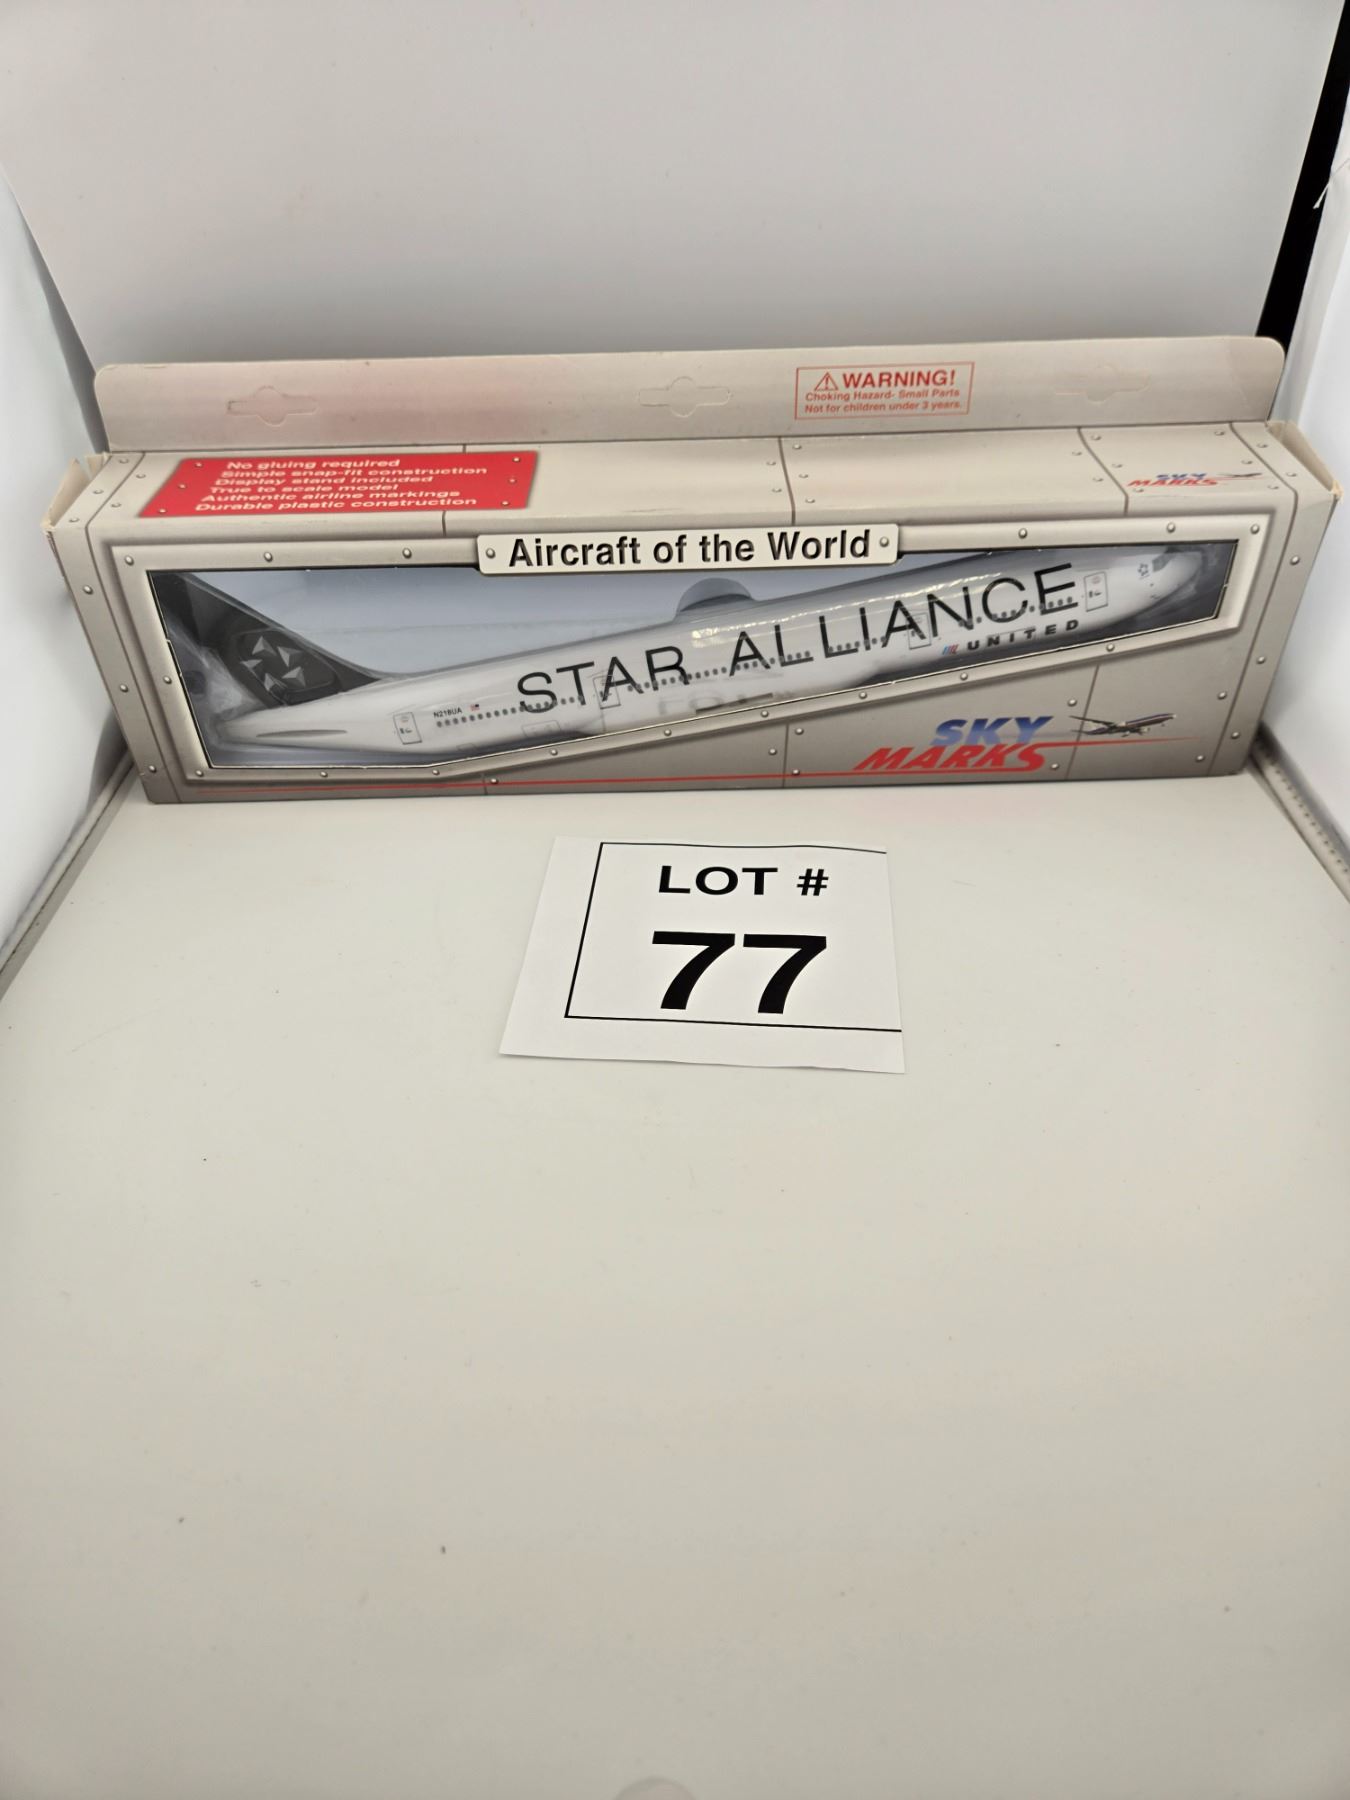 WARNING!
Choking Hazard- Small Parts
Not for children under 3 years.
No gluing required
Simple snap-fit construction
Display stand included
True to scale model
Authentic airline markings
Durable plastic construction
SKY
MARKS
Aircraft of the World
STAR ALLIANCE
UNITED
N218UA
SKY
MARKS
LOT #
77